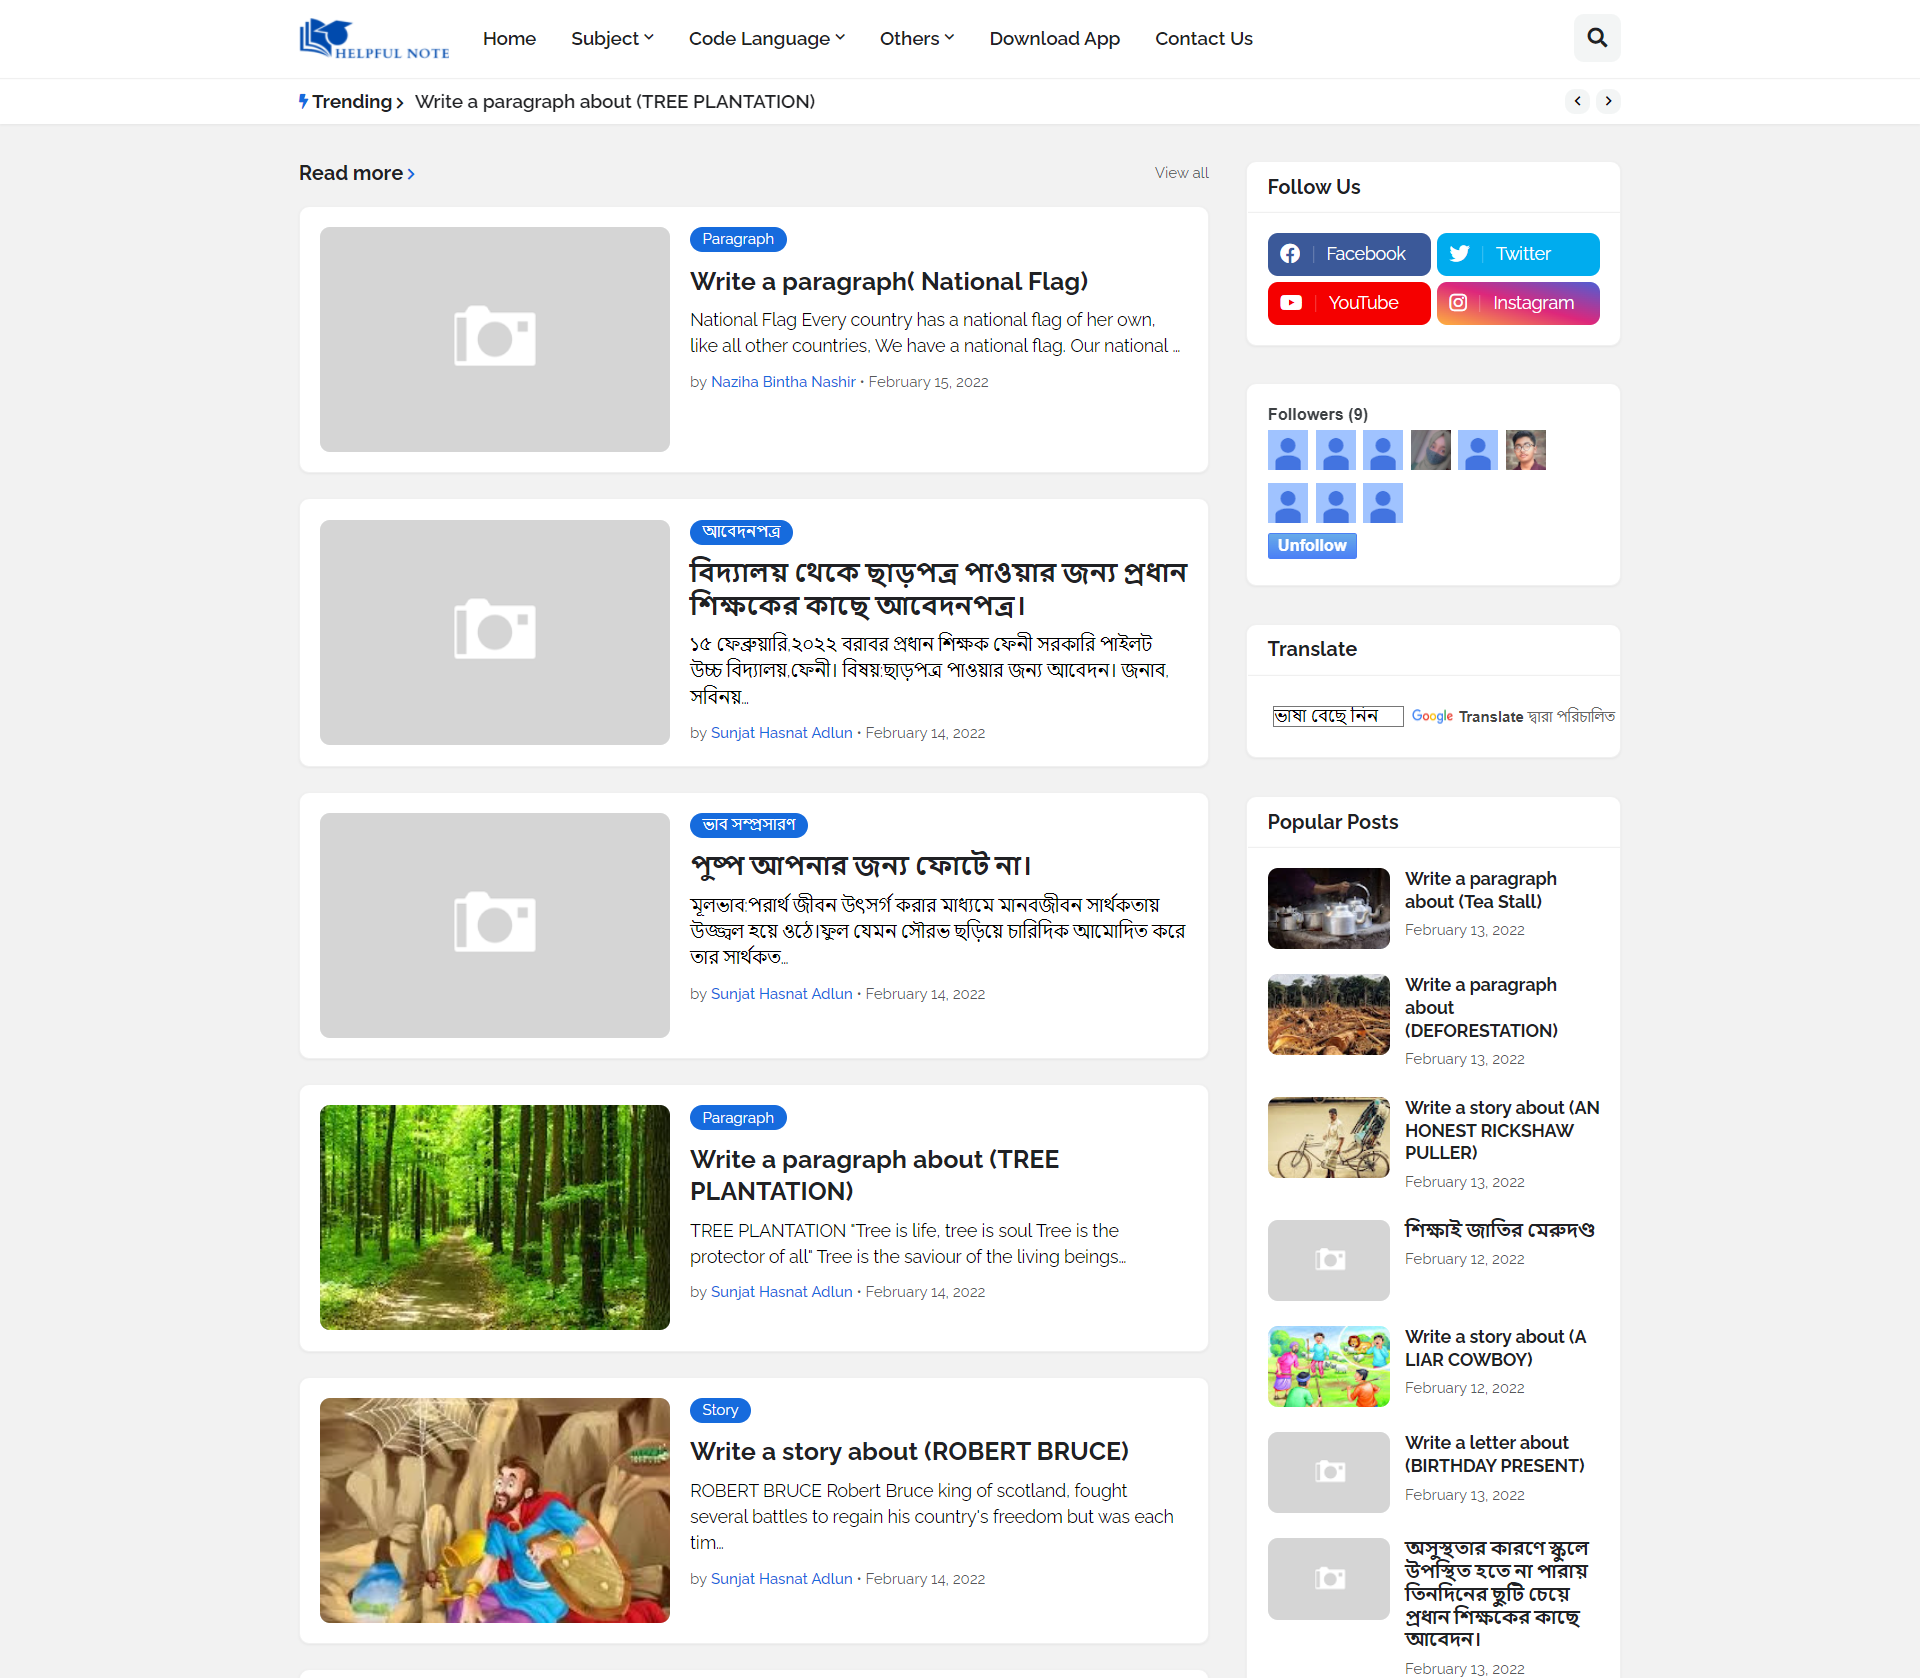 HELPFUL NOTE
Home Subject Code Language Others Download App Contact Us
Trending Write a paragraph about (TREE PLANTATION)
Read more
View all
Paragraph
Write a paragraph( National Flag)
National Flag Every country has a national flag of her own,
like all other countries, We have a national flag. Our national …
by Naziha Bintha Nashir • February 15, 2022
আবেদনপত্র
বিদ্যালয় থেকে ছাড়পত্র পাওয়ার জন্য প্রধান
শিক্ষকের কাছে আবেদনপত্র।
১৫ ফেব্রুয়ারি,২০২২ বরাবর প্রধান শিক্ষক ফেনী সরকারি পাইলট
উচ্চ বিদ্যালয়,ফেনী। বিষয়:ছাড়পত্র পাওয়ার জন্য আবেদন। জনাব,
সবিনয়…
by Sunjat Hasnat Adlun • February 14, 2022
ভাব সম্প্রসারণ
পুষ্প আপনার জন্য ফোটে না।
মূলভাব:পরার্থ জীবন উৎসর্গ করার মাধ্যমে মানবজীবন সার্থকতায়
উজ্জ্বল হয়ে ওঠে।ফুল যেমন সৌরভ ছড়িয়ে চারিদিক আমোদিত করে
তার সার্থকত…
by Sunjat Hasnat Adlun • February 14, 2022
Paragraph
Write a paragraph about (TREE
PLANTATION)
TREE PLANTATION "Tree is life, tree is soul Tree is the
protector of all" Tree is the saviour of the living beings…
by Sunjat Hasnat Adlun • February 14, 2022
Story
Write a story about (ROBERT BRUCE)
ROBERT BRUCE Robert Bruce king of scotland, fought
several battles to regain his country's freedom but was each
tim…
by Sunjat Hasnat Adlun • February 14, 2022
Follow Us
Facebook
Twitter
YouTube
Instagram
Followers (9)
Unfollow
Translate
ভাষা বেছে নিন Google Translate দ্বারা পরিচালিত
Popular Posts
Write a paragraph
about (Tea Stall)
February 13, 2022
Write a paragraph
about
(DEFORESTATION)
February 13, 2022
Write a story about (AN
HONEST RICKSHAW
PULLER)
February 13, 2022
শিক্ষাই জাতির মেরুদণ্ড
February 12, 2022
Write a story about (A
LIAR COWBOY)
February 12, 2022
Write a letter about
(BIRTHDAY PRESENT)
February 13, 2022
অসুস্থতার কারণে স্কুলে
উপস্থিত হতে না পারায়
তিনদিনের ছুটি চেয়ে
প্রধান শিক্ষকের কাছে
আবেদন।
February 13, 2022